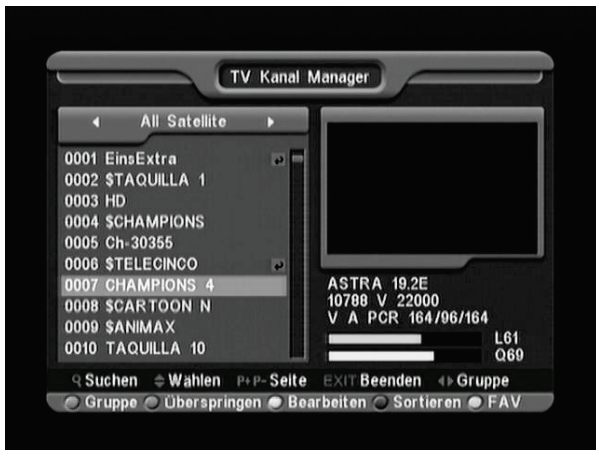 TV Kanal Manager
All Satellite
0001 EinsExtra
0002 $TAQUILLA 1
0003 HD
0004 $CHAMPIONS
0005 Ch-30355
0006 $TELECINCO
0007 CHAMPIONS 4
0008 $CARTOON N
0009 $ANIMAX
0010 TAQUILLA 10
ASTRA 19.2E
10788 V 22000
V A PCR 164/96/164
L61
Q69
Suchen Wählen P+P- Seite EXIT Beenden Gruppe
Gruppe Überspringen Bearbeiten Sortieren FAV